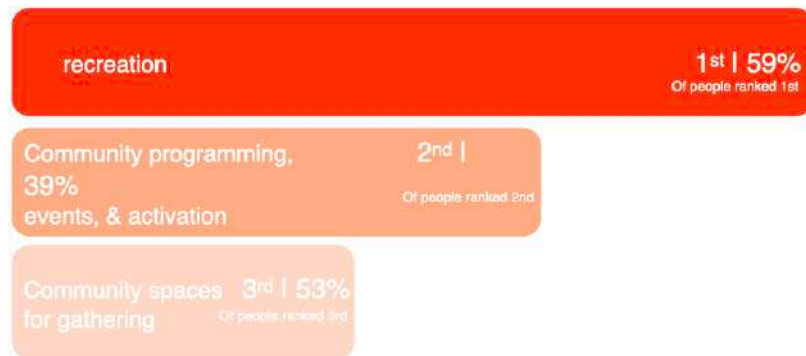 recreation 1st | 59%
Of people ranked 1st
Community programming, 2nd |
39%
Of people ranked 2nd
events, & activation
Community spaces 3rd | 53%
for gathering Of people ranked 3rd